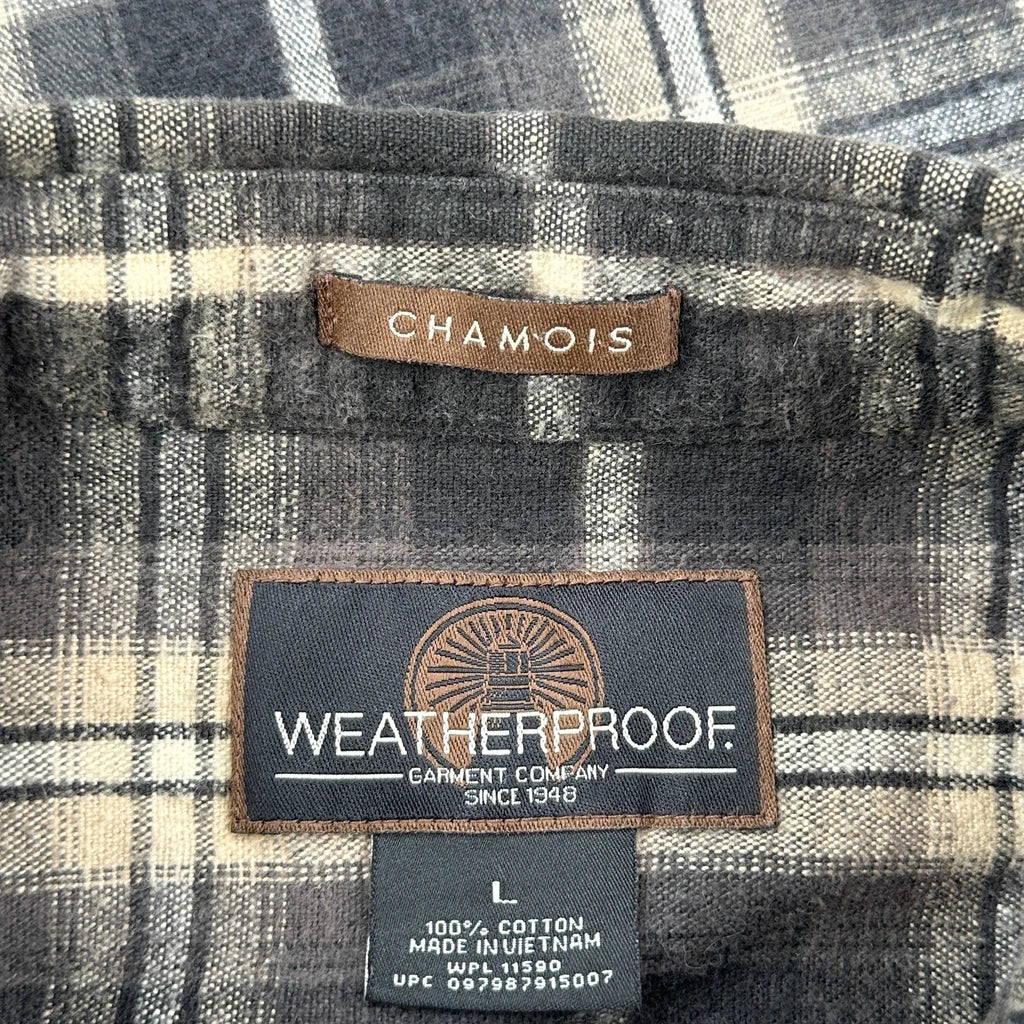 CHAMOIS
WEATHERPROOF.
GARMENT COMPANY
SINCE 1948
L
100% COTTON
MADE IN VIETNAM
WPL 11590
UPC 097987915007